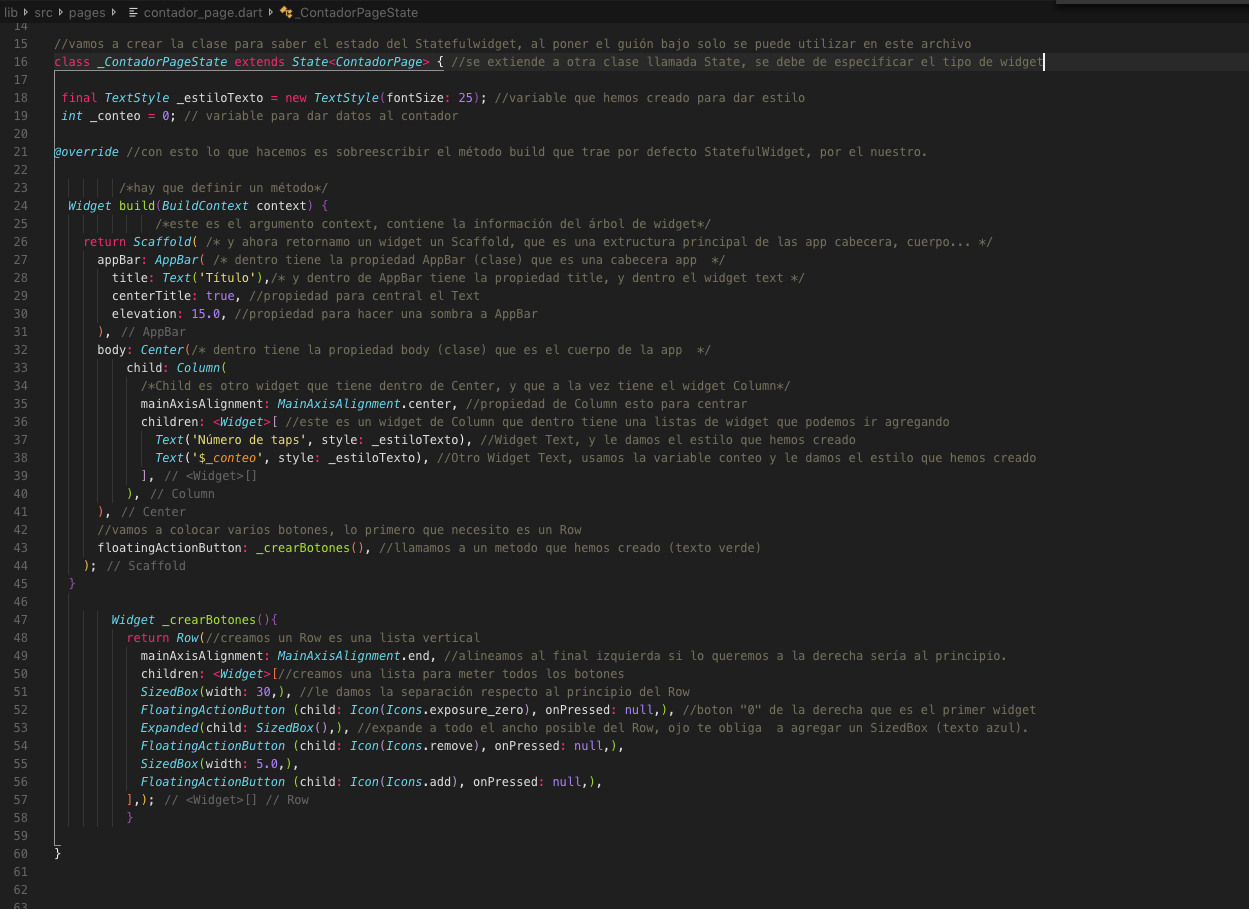 lib src pages contador_page.dart _ContadorPageState
14
15 //vamos a crear la clase para saber el estado del Statefulwidget, al poner el guión bajo solo se puede utilizar en este archivo
16 class _ContadorPageState extends State<ContadorPage> { //se extiende a otra clase llamada State, se debe de especificar el tipo de widget
17
18 final TextStyle _estiloTexto = new TextStyle(fontSize: 25); //variable que hemos creado para dar estilo
19 int _conteo = 0; // variable para dar datos al contador
20
21 @override //con esto lo que hacemos es sobreescribir el método build que trae por defecto StatefulWidget, por el nuestro.
22
23 /*hay que definir un método*/
24 Widget build(BuildContext context) {
25 /*este es el argumento context, contiene la información del árbol de widget*/
26 return Scaffold( /* y ahora retornamo un widget un Scaffold, que es una extructura principal de las app cabecera, cuerpo... */
27 appBar: AppBar( /* dentro tiene la propiedad AppBar (clase) que es una cabecera app  */
28 title: Text('Título'),/* y dentro de AppBar tiene la propiedad title, y dentro el widget text */
29 centerTitle: true, //propiedad para central el Text
30 elevation: 15.0, //propiedad para hacer una sombra a AppBar
31 ), // AppBar
32 body: Center(/* dentro tiene la propiedad body (clase) que es el cuerpo de la app  */
33 child: Column(
34 /*Child es otro widget que tiene dentro de Center, y que a la vez tiene el widget Column*/
35 mainAxisAlignment: MainAxisAlignment.center, //propiedad de Column esto para centrar
36 children: <Widget>[ //este es un widget de Column que dentro tiene una listas de widget que podemos ir agregando
37 Text('Número de taps', style: _estiloTexto), //Widget Text, y le damos el estilo que hemos creado
38 Text('$_conteo', style: _estiloTexto), //Otro Widget Text, usamos la variable conteo y le damos el estilo que hemos creado
39 ], // <Widget>[]
40 ), // Column
41 ), // Center
42 //vamos a colocar varios botones, lo primero que necesito es un Row
43 floatingActionButton: _crearBotones(), //llamamos a un metodo que hemos creado (texto verde)
44 ); // Scaffold
45 }
46
47 Widget _crearBotones(){
48 return Row(//creamos un Row es una lista vertical
49 mainAxisAlignment: MainAxisAlignment.end, //alineamos al final izquierda si lo queremos a la derecha sería al principio.
50 children: <Widget>[//creamos una lista para meter todos los botones
51 SizedBox(width: 30,), //le damos la separación respecto al principio del Row
52 FloatingActionButton (child: Icon(Icons.exposure_zero), onPressed: null,), //boton "0" de la derecha que es el primer widget
53 Expanded(child: SizedBox(),), //expande a todo el ancho posible del Row, ojo te obliga  a agregar un SizedBox (texto azul).
54 FloatingActionButton (child: Icon(Icons.remove), onPressed: null,),
55 SizedBox(width: 5.0,),
56 FloatingActionButton (child: Icon(Icons.add), onPressed: null,),
57 ],); // <Widget>[] // Row
58 }
59
60 }
61
62
63